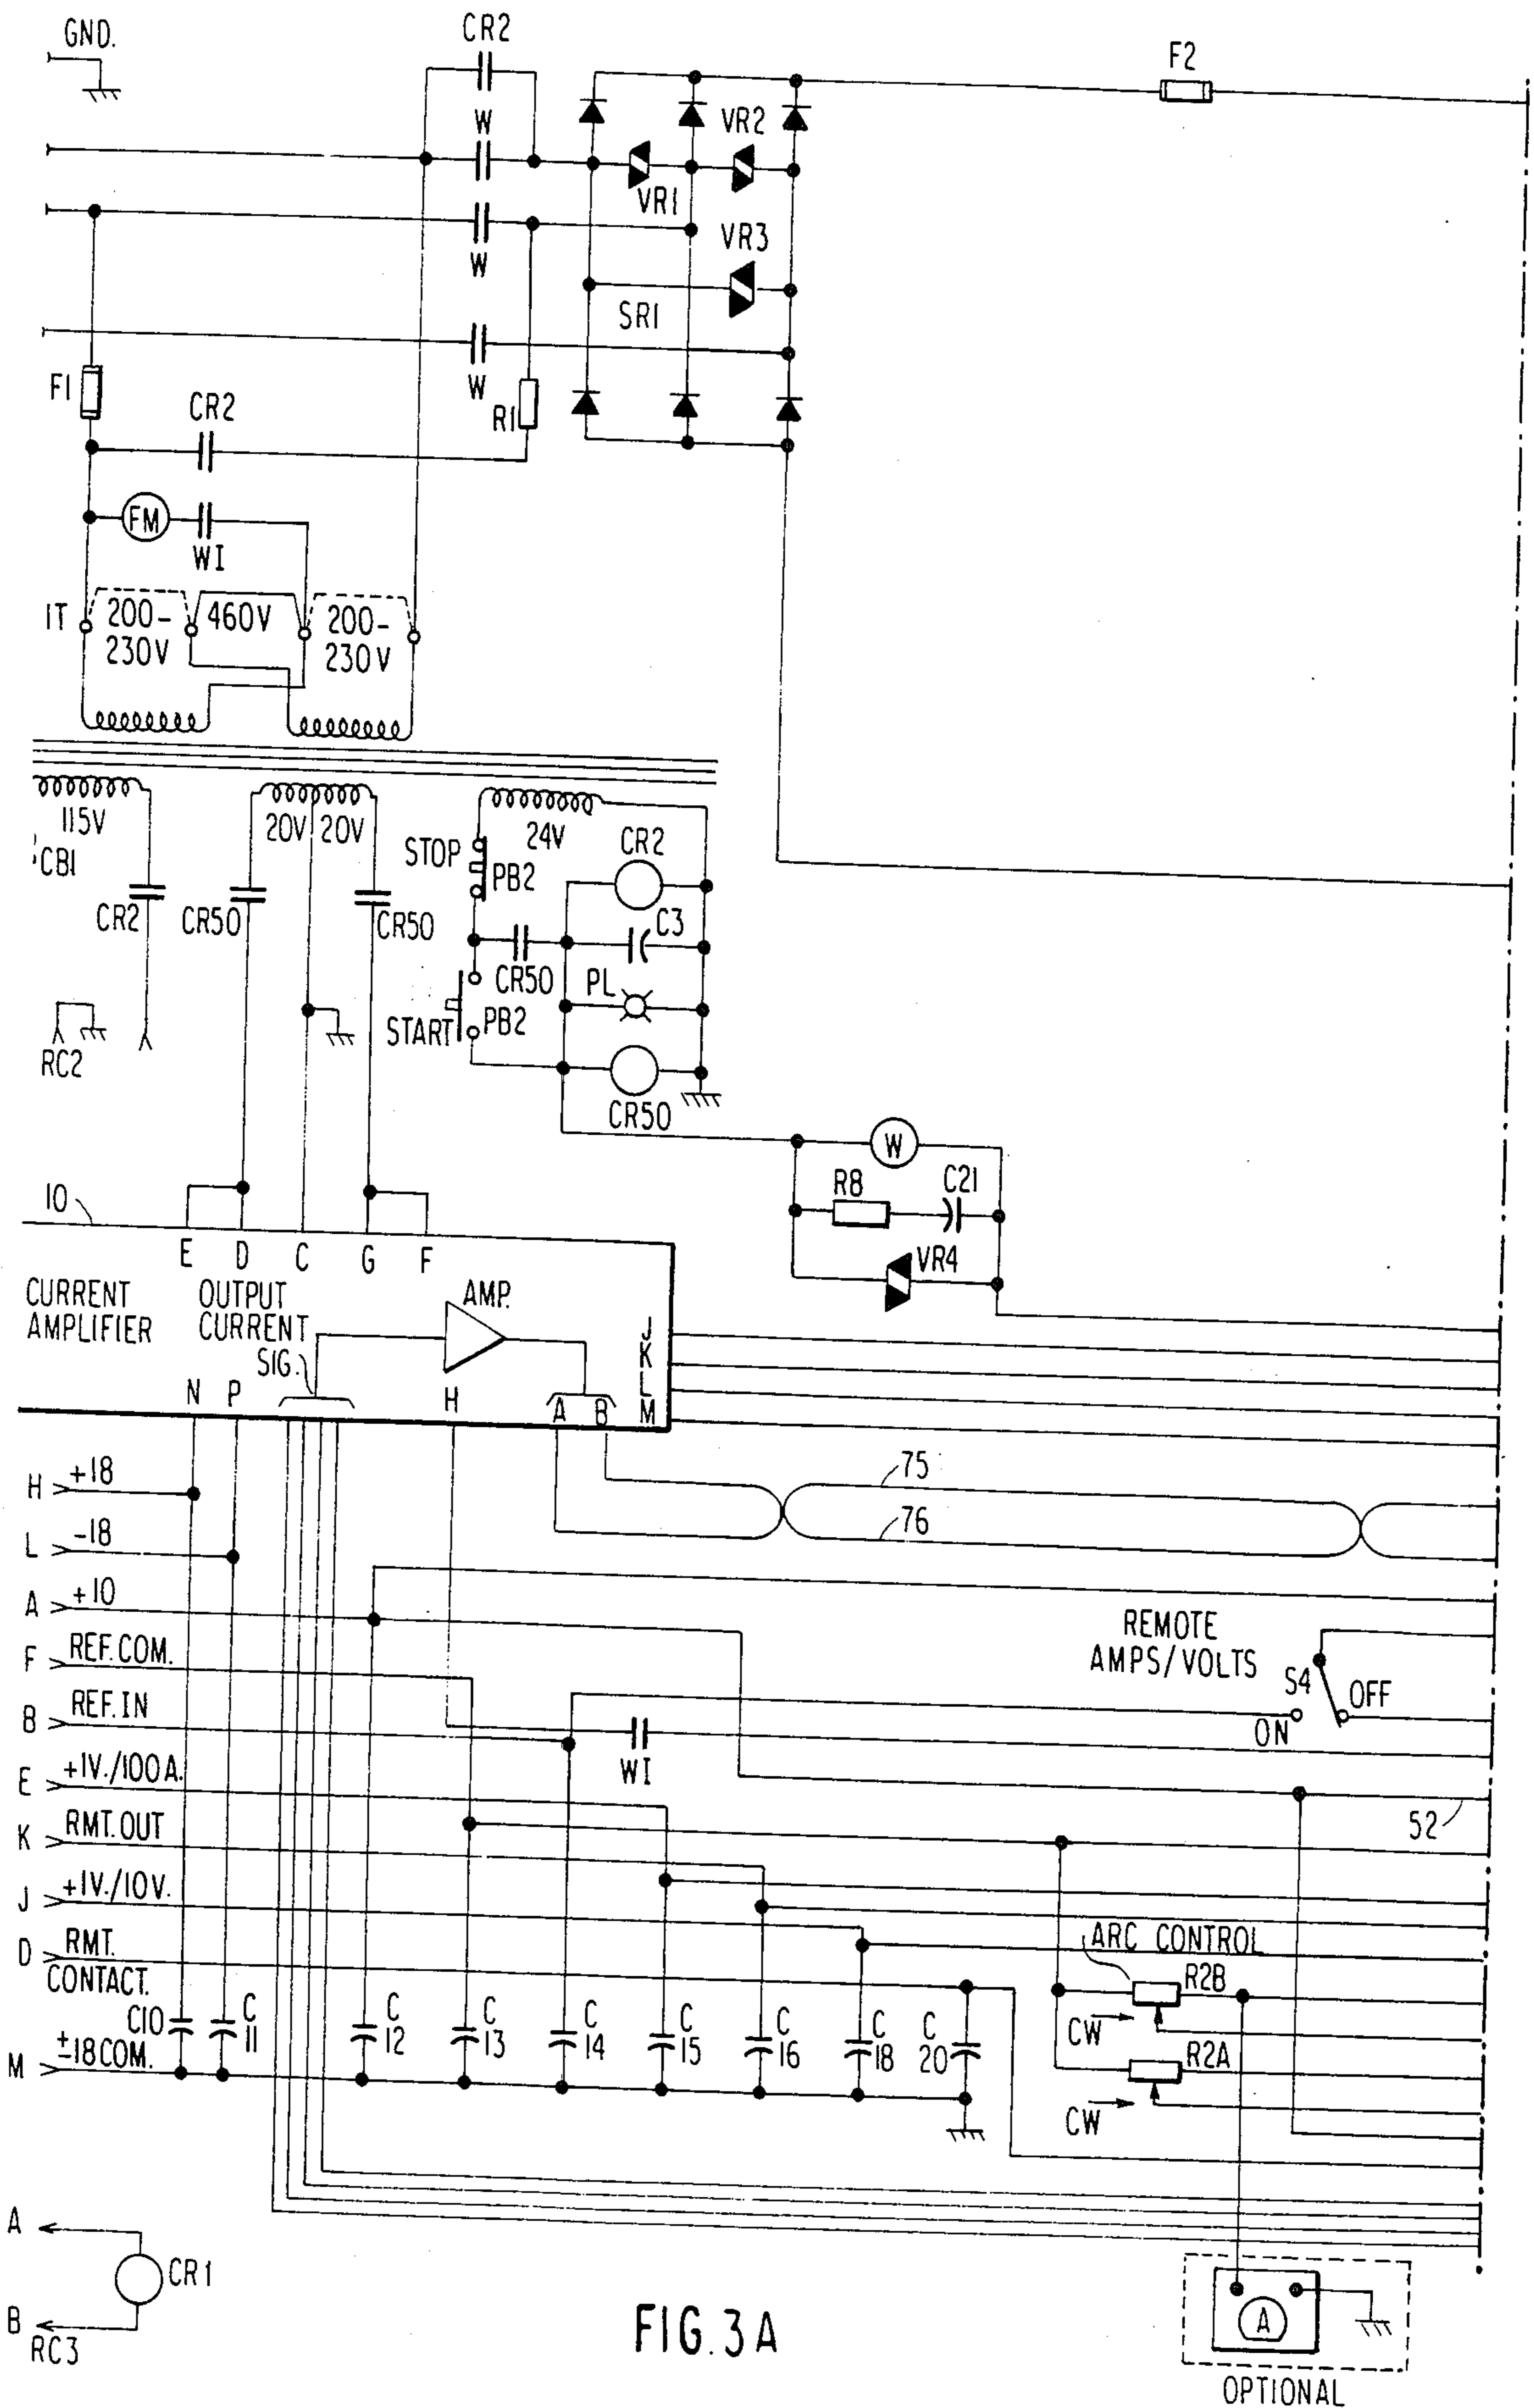 GND.
CR2
F2
W
VR2
VR1
W
VR3
SR1
W
F1
CR2
R1
FM
W1
1T
200-
230V
460V
200-
230V
115V
CB1
20V 20V
24V
STOP
PB2
CR2
CR2
CR50
CR50
C3
CR50
PL
START
PB2
RC2
CR50
W
R8
C21
VR4
10
E D C G F
CURRENT
AMPLIFIER
OUTPUT
CURRENT
SIG.
AMP.
J
K
L
M
N P
H
A B
H +18
75
L -18
76
A +10
REMOTE
AMPS/VOLTS
F REF.COM.
S4
OFF
B REF.IN
ON
W1
E +1V./100A.
52
K RMT.OUT
J +1V./10V.
ARC CONTROL
D RMT.
CONTACT.
R2B
C10
C
11
C
12
C
13
C
14
C
15
C
16
C
18
C
20
CW
R2A
M ±18COM.
CW
A
CR1
B
RC3
FIG.3A
A
OPTIONAL